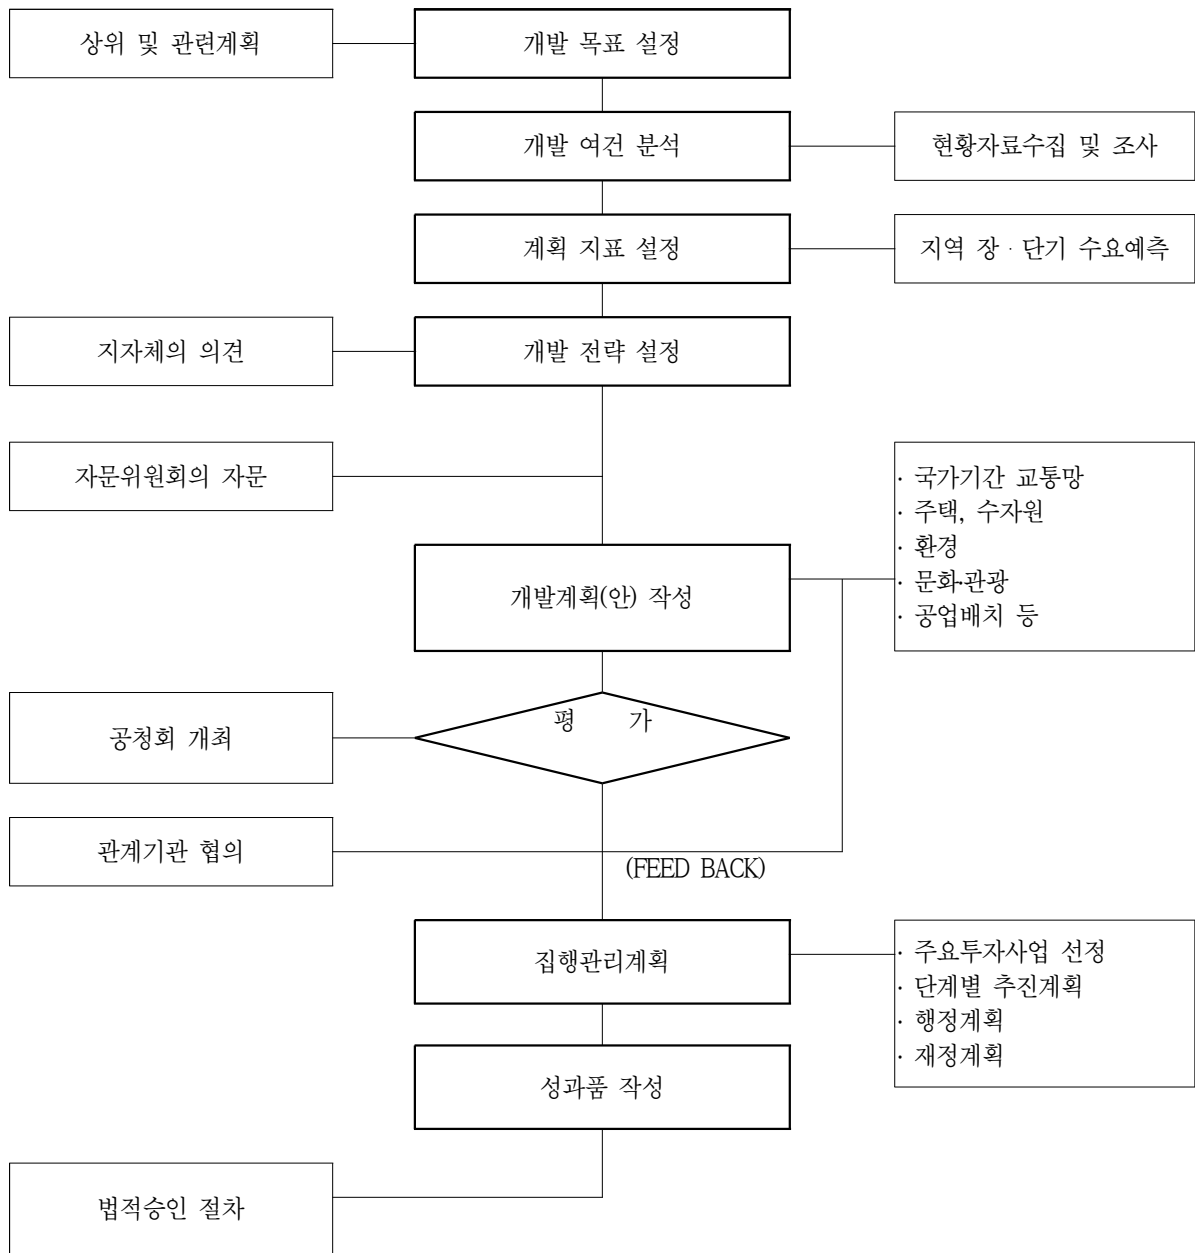 상위 및 관련계획
개발 목표 설정
개발 여건 분석
현황자료수집 및 조사
계획 지표 설정
지역 장 · 단기 수요예측
지자체의 의견
개발 전략 설정
자문위원회의 자문
· 국가기간 교통망
· 주택, 수자원
· 환경
· 문화·관광
· 공업배치 등
개발계획(안) 작성
평 가
공청회 개최
관계기관 협의
(FEED BACK)
집행관리계획
· 주요투자사업 선정
· 단계별 추진계획
· 행정계획
· 재정계획
성과품 작성
법적승인 절차